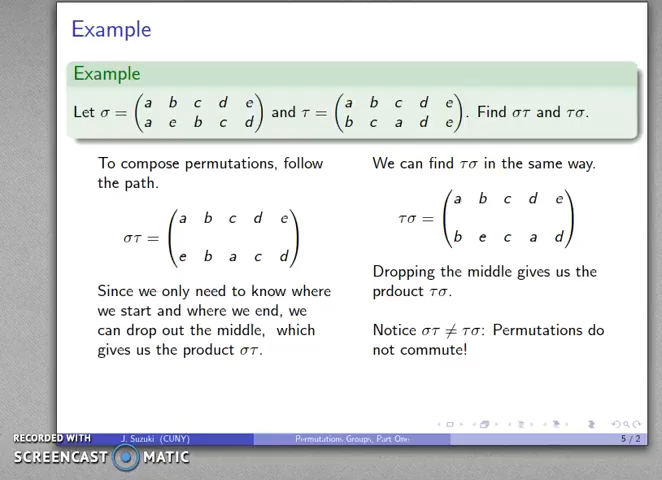 Example
Example
Let σ = (a b c d e
a e b c d) and τ = (a b c d e
b c a d e). Find στ and τσ.
To compose permutations, follow
the path.
στ = (a b c d e
e b a c d)
Since we only need to know where
we start and where we end, we
can drop out the middle, which
gives us the product στ.
We can find τσ in the same way.
τσ = (a b c d e
b e c a d)
Dropping the middle gives us the
prdouct τσ.
Notice στ ≠ τσ: Permutations do
not commute!
J. Suzuki (CUNY)
Permutations Groups, Part One
5 / 2
RECORDED WITH
SCREENCAST MATIC